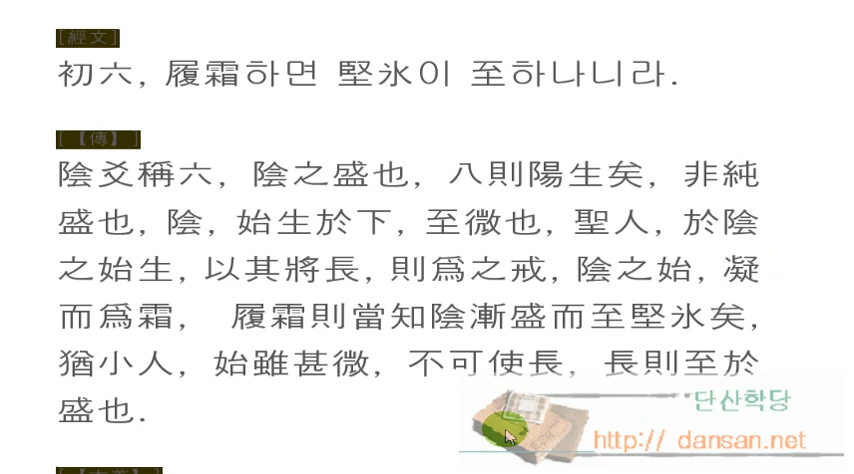 [經文]
初六, 履霜하면 堅氷이 至하나니라.
[【傳】]
陰爻稱六, 陰之盛也, 八則陽生矣, 非純
盛也, 陰, 始生於下, 至微也, 聖人, 於陰
之始生, 以其將長, 則爲之戒, 陰之始, 凝
而爲霜, 履霜則當知陰漸盛而至堅氷矣,
猶小人, 始雖甚微, 不可使長, 長則至於
盛也.
단산학당
http:// dansan.net